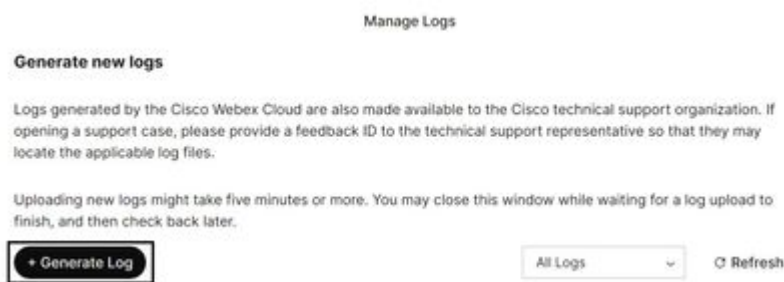 Manage Logs
Generate new logs
Logs generated by the Cisco Webex Cloud are also made available to the Cisco technical support organization. If
opening a support case, please provide a feedback ID to the technical support representative so that they may
locate the applicable log files.
Uploading new logs might take five minutes or more. You may close this window while waiting for a log upload to
finish, and then check back later.
+ Generate Log All Logs Refresh